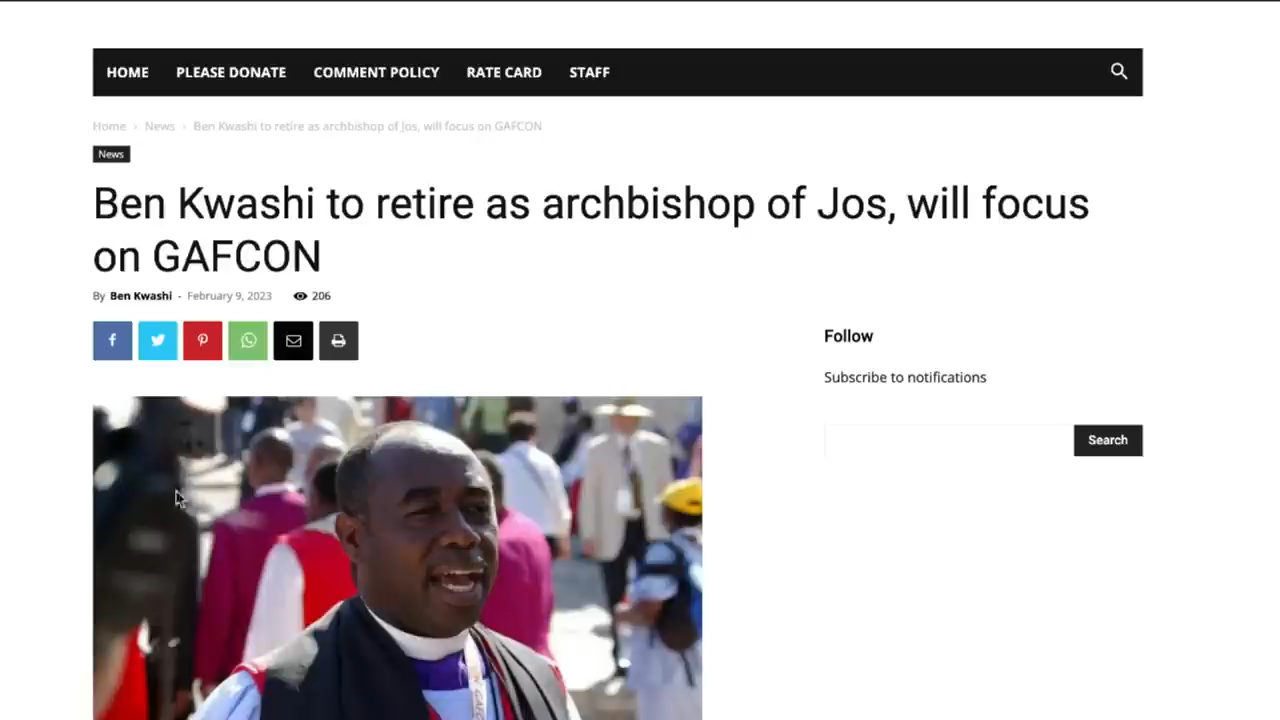 HOME PLEASE DONATE COMMENT POLICY RATE CARD STAFF
Home › News › Ben Kwashi to retire as archbishop of Jos, will focus on GAFCON
News
Ben Kwashi to retire as archbishop of Jos, will focus
on GAFCON
By Ben Kwashi - February 9, 2023 206
Follow
Subscribe to notifications
Search